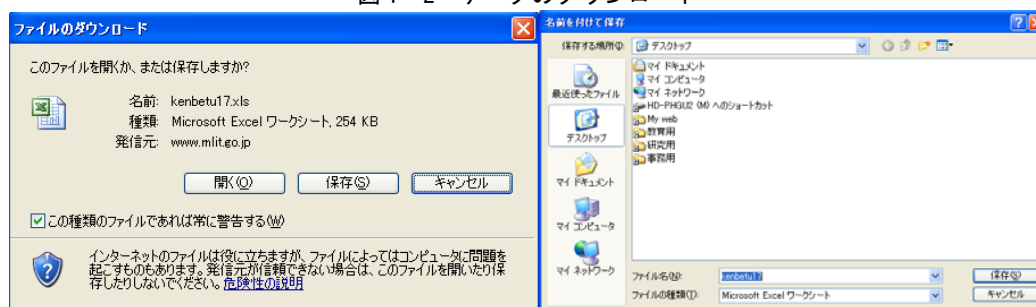 ファイルのダウンロード
このファイルを開くか、または保存しますか?
名前: kenbetu17.xls
種類: Microsoft Excel ワークシート, 254 KB
発信元: www.mlit.go.jp
開く(O)
保存(S)
キャンセル
この種類のファイルであれば常に警告する(W)
インターネットのファイルは役に立ちますが、ファイルによってはコンピュータに問題を
起こすものもあります。発信元が信頼できない場合は、このファイルを開いたり保
存したりしないでください。危険性の説明
名前を付けて保存
保存する場所(I):
デスクトップ
最近使ったファイル
デスクトップ
マイ ドキュメント
マイ コンピュータ
マイ ネットワーク
マイ ドキュメント
マイ コンピュータ
マイ ネットワーク
HD-PHGU2 (M) へのショートカット
My web
教育用
研究用
事務用
ファイル名(N):
kenbetu17
保存(S)
ファイルの種類(T):
Microsoft Excel ワークシート
キャンセル